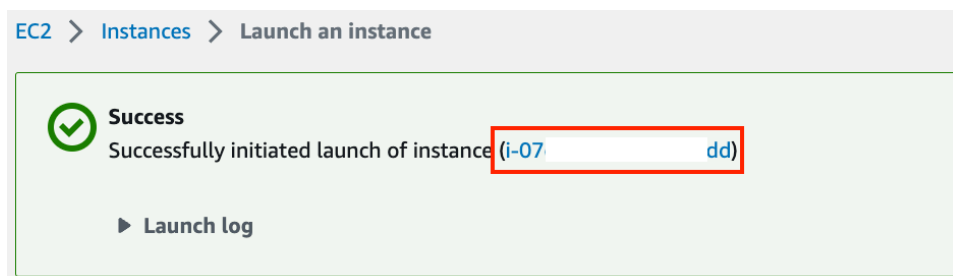 EC2 > Instances > Launch an instance
Success
Successfully initiated launch of instance (i-07 dd)
Launch log